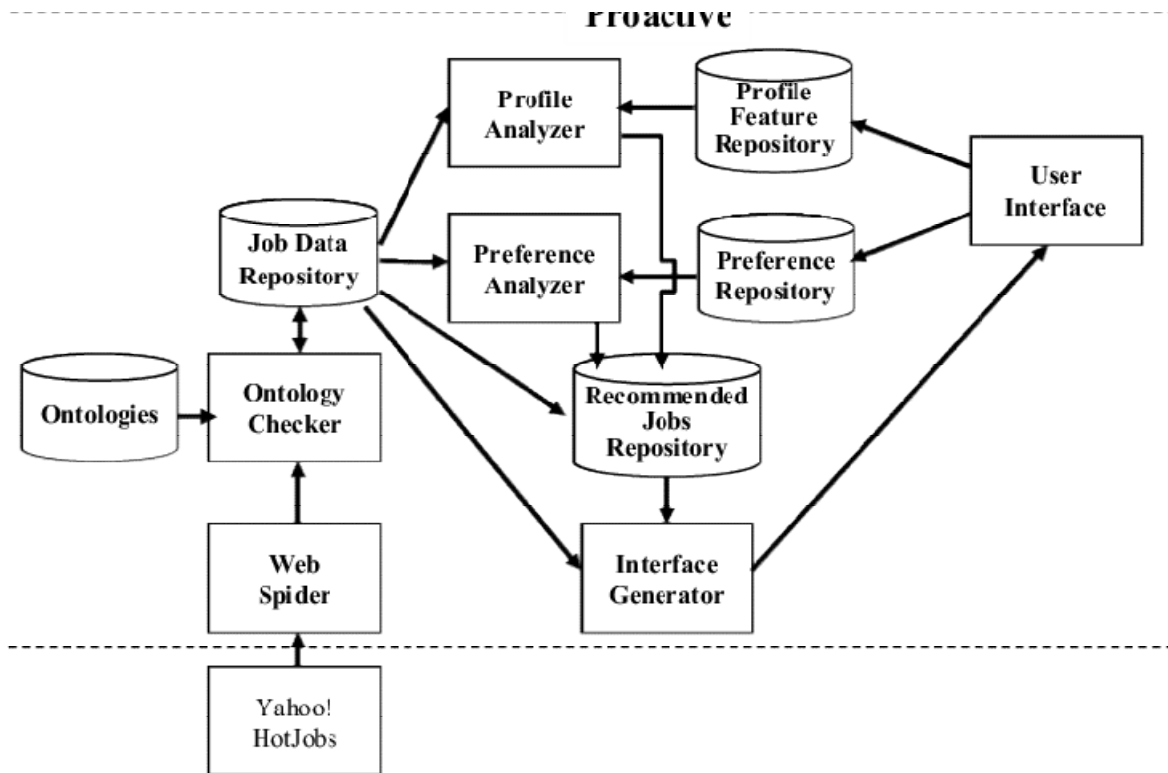 Proactive
Profile
Analyzer
Profile
Feature
Repository
User
Interface
Job Data
Repository
Preference
Analyzer
Preference
Repository
Ontologies
Ontology
Checker
Recommended
Jobs
Repository
Web
Spider
Interface
Generator
Yahoo!
HotJobs